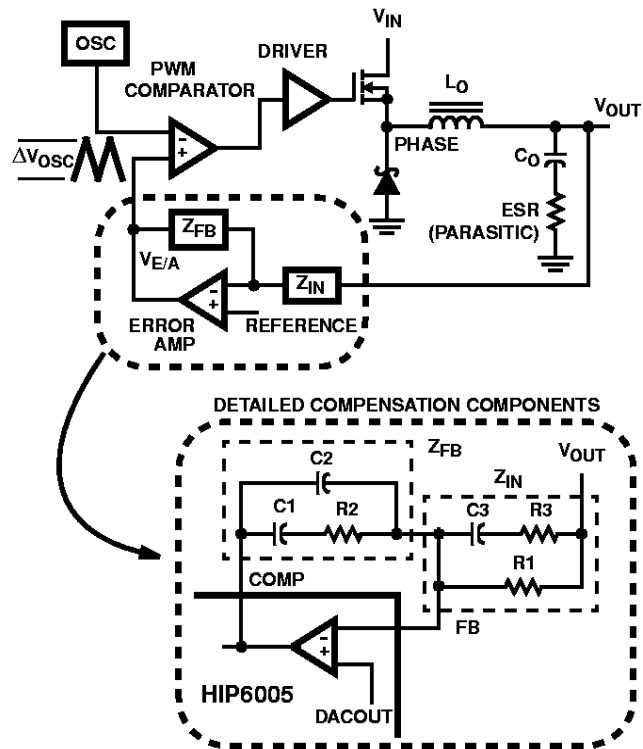 V_IN
OSC
DRIVER
PWM
COMPARATOR
L_O
V_OUT
-
+
PHASE
C_O
ΔV_OSC
ESR
(PARASITIC)
Z_FB
V_E/A
-
+
Z_IN
ERROR
AMP
REFERENCE
DETAILED COMPENSATION COMPONENTS
Z_FB
V_OUT
C2
Z_IN
C1
R2
C3
R3
R1
COMP
FB
-
+
HIP6005
DACOUT